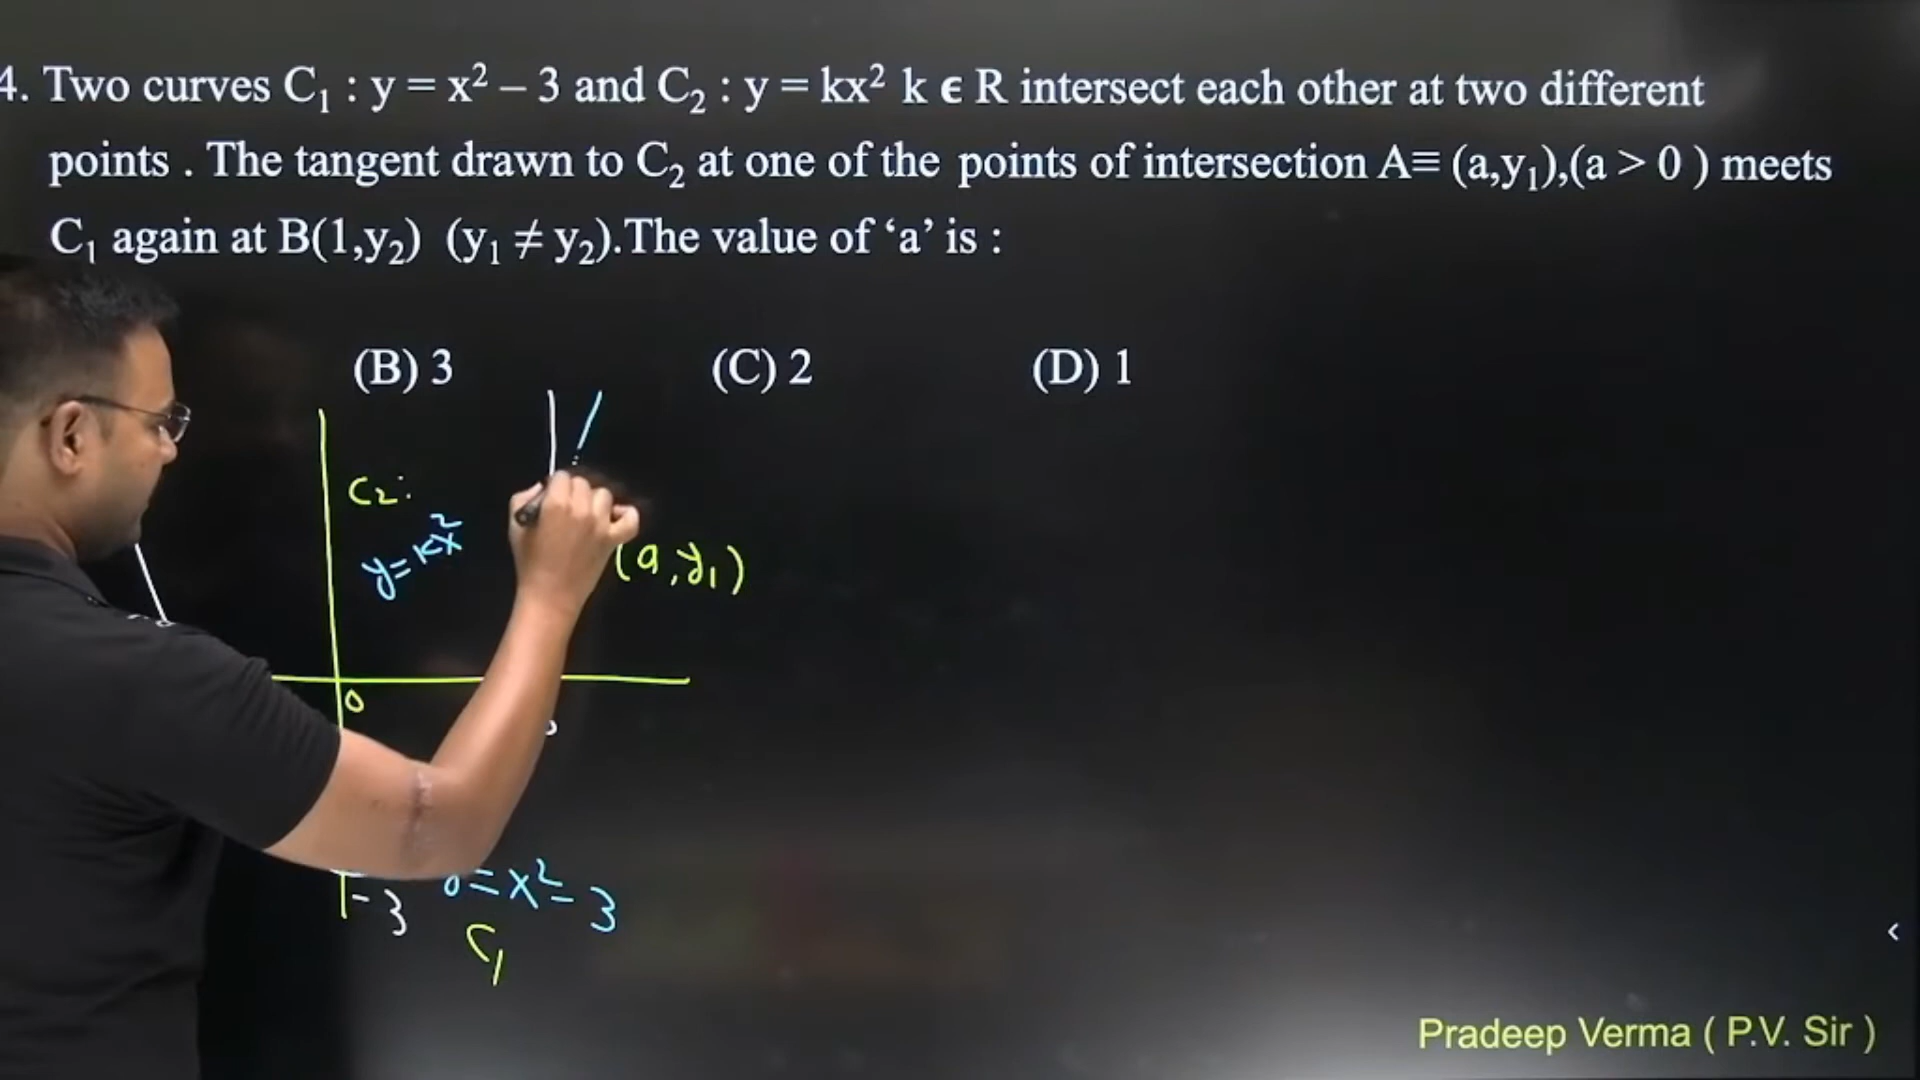 4. Two curves C₁ : y = x² – 3 and C₂ : y = kx² k ϵ R intersect each other at two different
points . The tangent drawn to C₂ at one of the points of intersection A≡ (a,y₁),(a > 0 ) meets
C₁ again at B(1,y₂) (y₁ ≠ y₂).The value of ‘a’ is :
(B) 3 (C) 2 (D) 1
C₂:
y=kx²
(a,y₁)
0
-3 =x²-3
C₁
<
Pradeep Verma ( P.V. Sir )